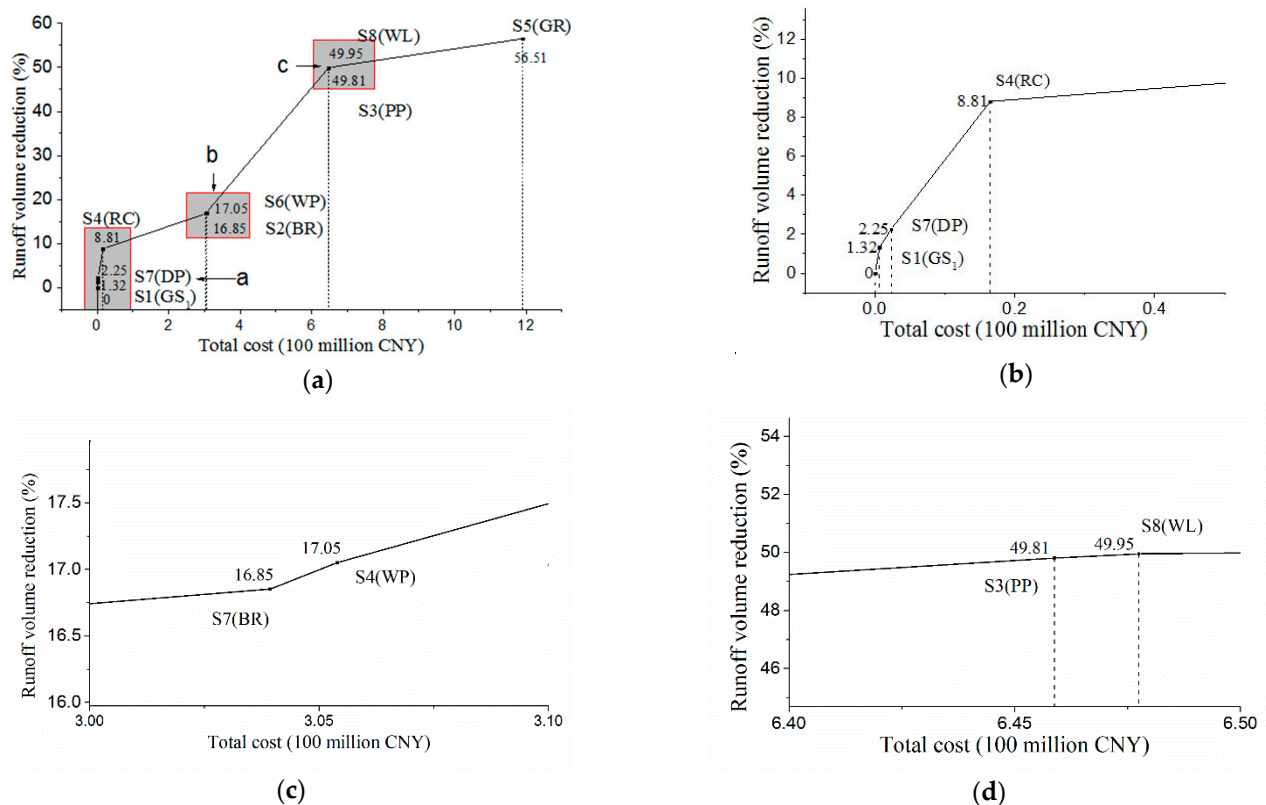 Runoff volume reduction (%)
60
50
40
30
20
10
0
S8(WL)
49.95
c
49.81
S3(PP)
S5(GR)
56.51
b
S6(WP)
17.05
S2(BR)
16.85
S4(RC)
8.81
2.25
S7(DP)
a
1.32
S1(GS1)
0
0 2 4 6 8 10 12
Total cost (100 million CNY)
(a)
Runoff volume reduction (%)
12
10
8
6
4
2
0
S4(RC)
8.81
2.25
S7(DP)
1.32
S1(GS1)
0
0.0 0.2 0.4
Total cost (100 million CNY)
(b)
Runoff volume reduction (%)
17.5
17.0
16.5
16.0
17.05
S4(WP)
16.85
S7(BR)
3.00 3.05 3.10
Total cost (100 million CNY)
(c)
Runoff volume reduction (%)
54
52
50
48
46
S8(WL)
49.81 49.95
S3(PP)
6.40 6.45 6.50
Total cost (100 million CNY)
(d)